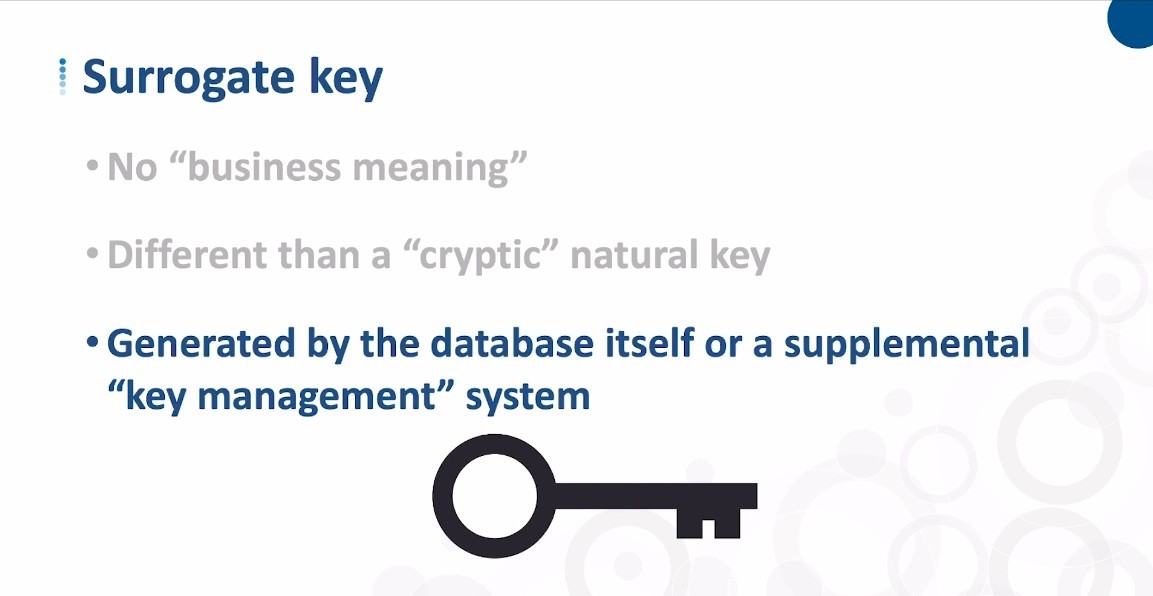 Surrogate key
• No “business meaning”
• Different than a “cryptic” natural key
• Generated by the database itself or a supplemental
“key management” system